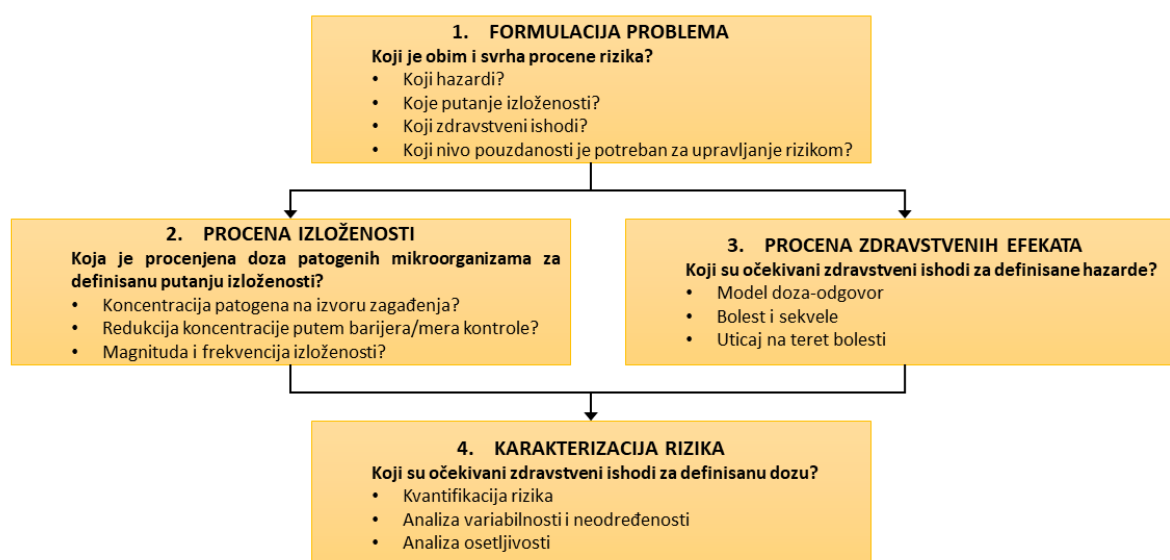 1. FORMULACIJA PROBLEMA
Koji je obim i svrha procene rizika?
• Koji hazardi?
• Koje putanje izloženosti?
• Koji zdravstveni ishodi?
• Koji nivo pouzdanosti je potreban za upravljanje rizikom?
2. PROCENA IZLOŽENOSTI
Koja je procenjena doza patogenih mikroorganizama za
definisanu putanju izloženosti?
• Koncentracija patogena na izvoru zagađenja?
• Redukcija koncentracije putem barijera/mera kontrole?
• Magnituda i frekvencija izloženosti?
3. PROCENA ZDRAVSTVENIH EFEKATA
Koji su očekivani zdravstveni ishodi za definisane hazarde?
• Model doza-odgovor
• Bolest i sekvele
• Uticaj na teret bolesti
4. KARAKTERIZACIJA RIZIKA
Koji su očekivani zdravstveni ishodi za definisanu dozu?
• Kvantifikacija rizika
• Analiza variabilnosti i neodređenosti
• Analiza osetljivosti